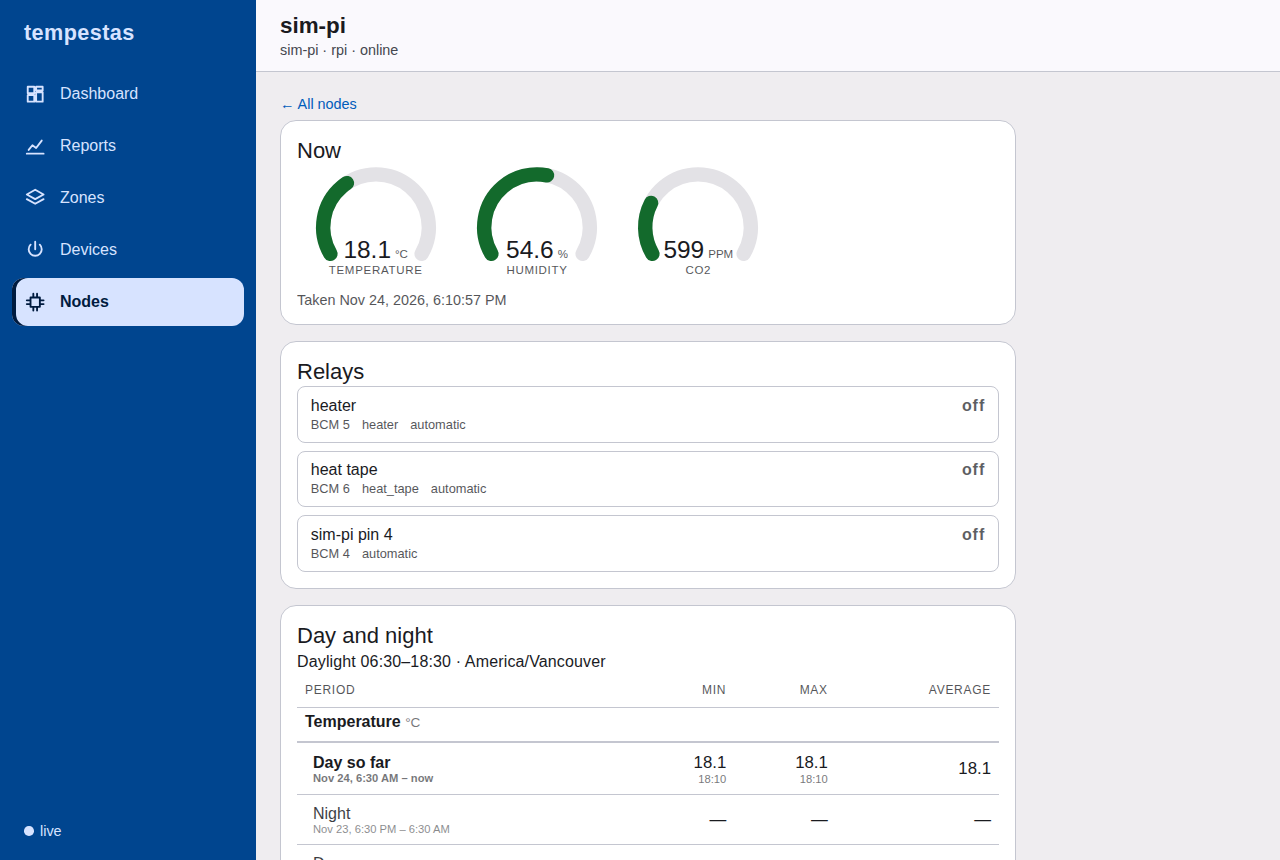 tempestas
Dashboard
Reports
Zones
Devices
Nodes
live
sim-pi
sim-pi · rpi · online
← All nodes
Now
18.1 °C
TEMPERATURE
54.6 %
HUMIDITY
599 PPM
CO2
Taken Nov 24, 2026, 6:10:57 PM
Relays
heater off
BCM 5 heater automatic
heat tape off
BCM 6 heat_tape automatic
sim-pi pin 4 off
BCM 4 automatic
Day and night
Daylight 06:30–18:30 · America/Vancouver
PERIOD MIN MAX AVERAGE
Temperature °C
Day so far 18.1 18.1 18.1
Nov 24, 6:30 AM – now 18:10 18:10
Night — — —
Nov 23, 6:30 PM – 6:30 AM